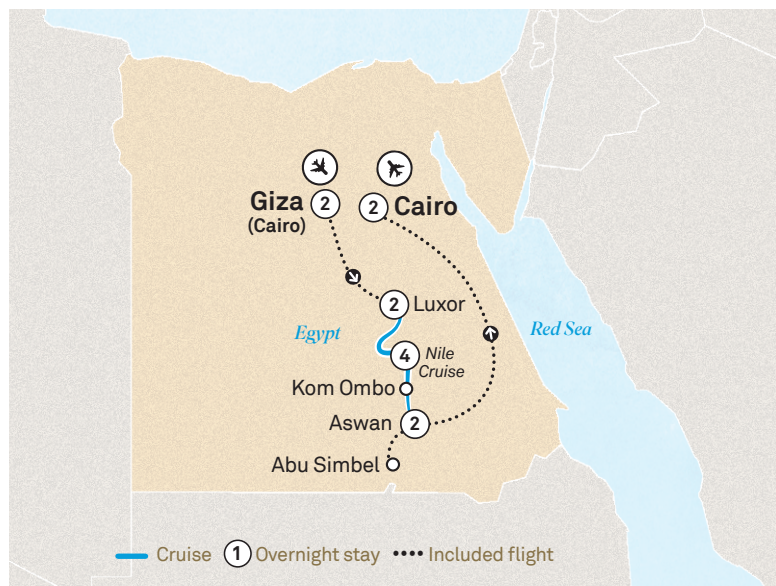 Giza
(Cairo)
2
2
Cairo
2
Luxor
Egypt
Red Sea
4
Nile
Cruise
Kom Ombo
Aswan
2
Abu Simbel
Cruise
1
Overnight stay
Included flight